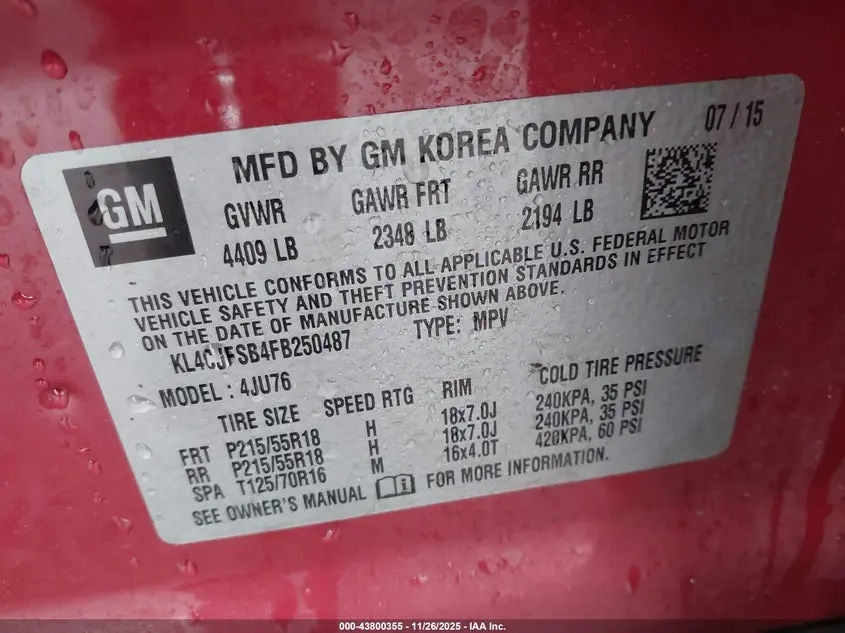 GM
MFD BY GM KOREA COMPANY 07 / 15
GVWR GAWR FRT GAWR RR
4409 LB 2348 LB 2194 LB
THIS VEHICLE CONFORMS TO ALL APPLICABLE U.S. FEDERAL MOTOR
VEHICLE SAFETY AND THEFT PREVENTION STANDARDS IN EFFECT
ON THE DATE OF MANUFACTURE SHOWN ABOVE.
KL4CJFSB4FB250487 TYPE: MPV
MODEL : 4JU76
TIRE SIZE SPEED RTG RIM COLD TIRE PRESSURE
FRT P215/55R18 H 18x7.0J 240KPA, 35 PSI
RR P215/55R18 H 18x7.0J 240KPA, 35 PSI
SPA T125/70R16 M 16x4.0T 420KPA, 60 PSI
SEE OWNER'S MANUAL FOR MORE INFORMATION.
000-43800355 - 11/26/2025 - IAA Inc.